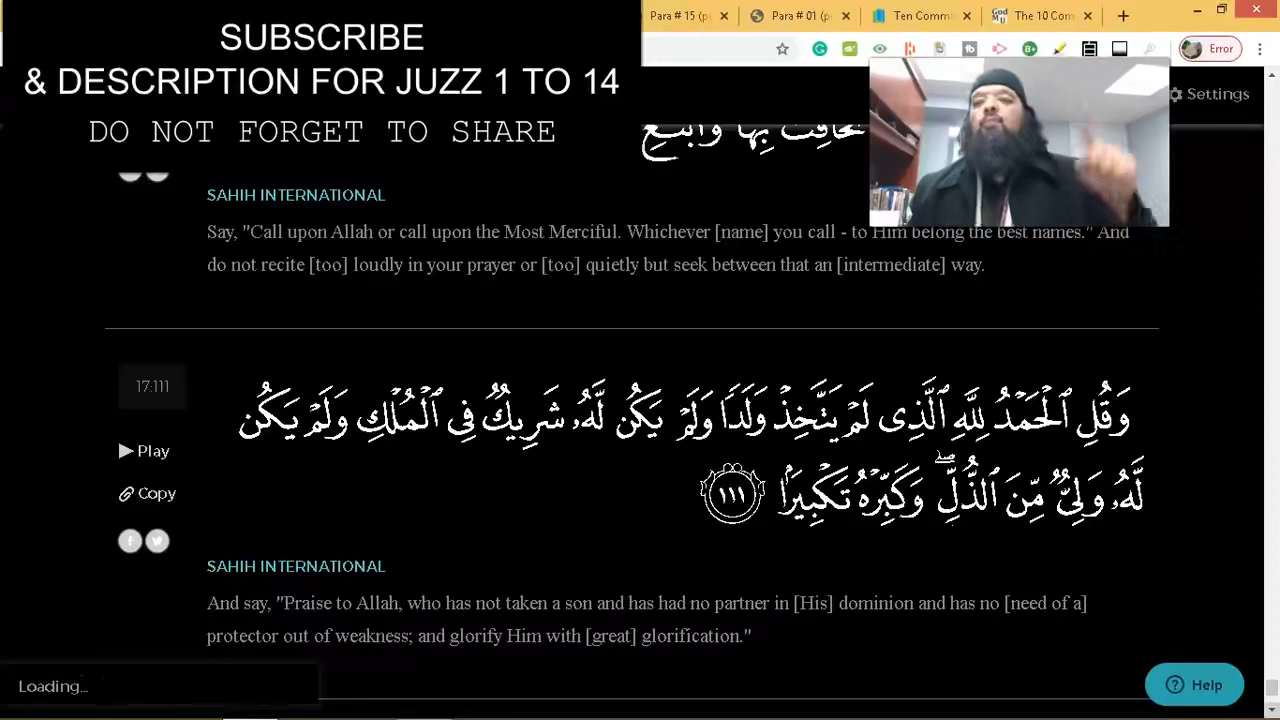 Para # 15 (p
Para # 01 (p
Ten Comma
The 10 Com
SUBSCRIBE
& DESCRIPTION FOR JUZZ 1 TO 14
DO NOT FORGET TO SHARE
Error
Settings
تُخَافِتْ بِهَا وَٱبْتَغِ
SAHIH INTERNATIONAL
Say, "Call upon Allah or call upon the Most Merciful. Whichever [name] you call - to Him belong the best names." And
do not recite [too] loudly in your prayer or [too] quietly but seek between that an [intermediate] way.
17:111
وَقُلِ ٱلْحَمْدُ لِلَّهِ ٱلَّذِى لَمْ يَتَّخِذْ وَلَدًا وَلَمْ يَكُن لَّهُۥ شَرِيكٌ فِى ٱلْمُلْكِ وَلَمْ يَكُن
لَّهُۥ وَلِىٌّ مِّنَ ٱلذُّلِّ ۖ وَكَبِّرْهُ تَكْبِيرًۢا ١١١
Play
Copy
SAHIH INTERNATIONAL
And say, "Praise to Allah, who has not taken a son and has had no partner in [His] dominion and has no [need of a]
protector out of weakness; and glorify Him with [great] glorification."
Loading...
Help